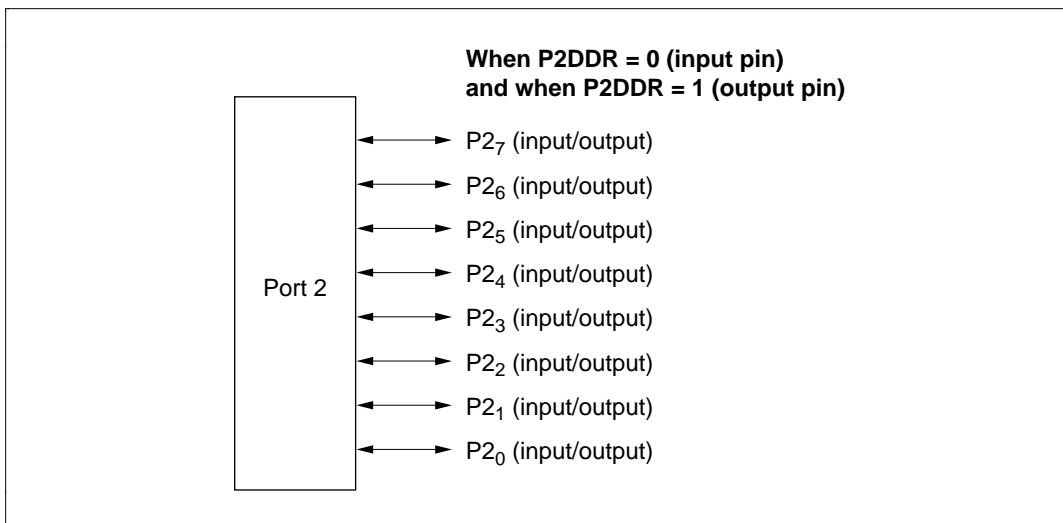 When P2DDR = 0 (input pin)
and when P2DDR = 1 (output pin)
P2₇ (input/output)
P2₆ (input/output)
P2₅ (input/output)
P2₄ (input/output)
Port 2
P2₃ (input/output)
P2₂ (input/output)
P2₁ (input/output)
P2₀ (input/output)